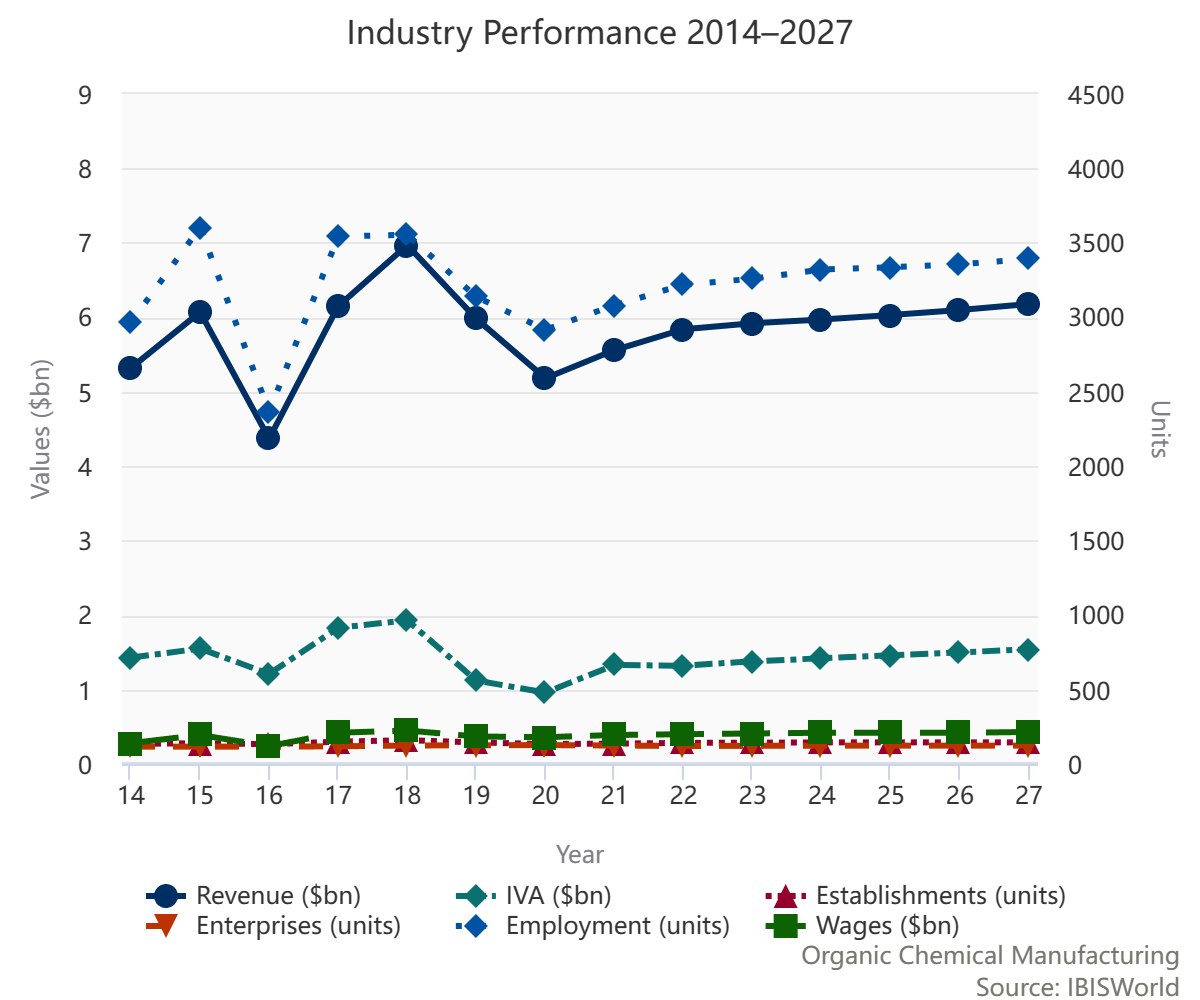 Industry Performance 2014–2027
9 4500
8 4000
7 3500
6 3000
5 2500
4 2000
3 1500
2 1000
1 500
0 0
Values ($bn)
Units
14 15 16 17 18 19 20 21 22 23 24 25 26 27
Year
Revenue ($bn) IVA ($bn) Establishments (units)
Enterprises (units) Employment (units) Wages ($bn)
Organic Chemical Manufacturing
Source: IBISWorld